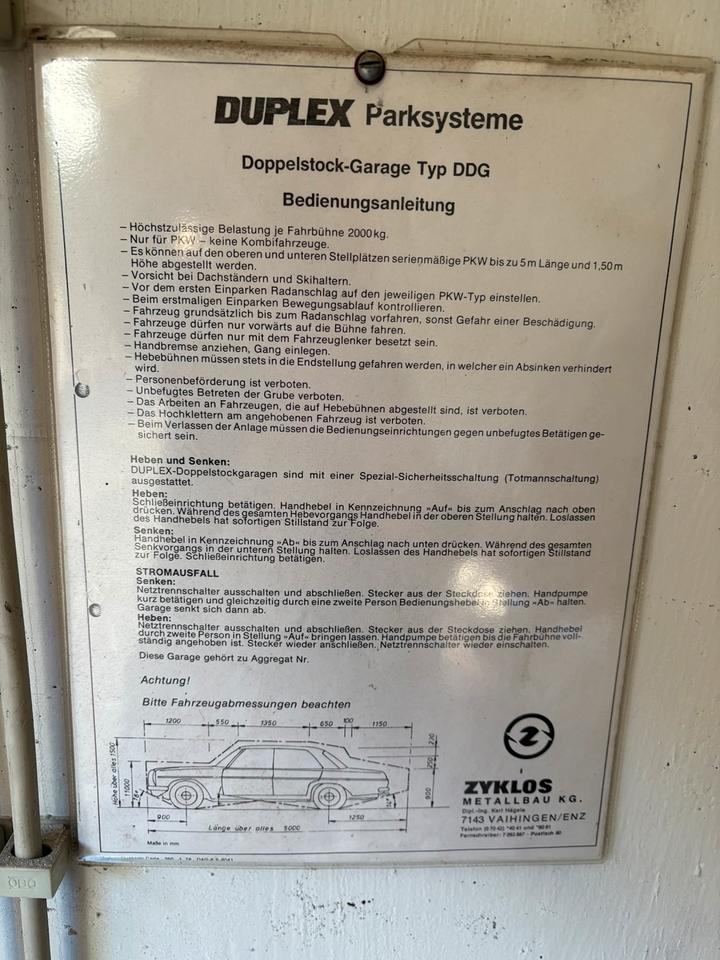 DUPLEX Parksysteme
Doppelstock-Garage Typ DDG
Bedienungsanleitung
– Höchstzulässige Belastung je Fahrbühne 2000 kg.
– Nur für PKW – keine Kombifahrzeuge.
– Es können auf den oberen und unteren Stellplätzen serienmäßige PKW bis zu 5 m Länge und 1,50 m
Höhe abgestellt werden.
– Vorsicht bei Dachständern und Skihaltern.
– Vor dem ersten Einparken Radanschlag auf den jeweiligen PKW-Typ einstellen.
– Beim erstmaligen Einparken Bewegungsablauf kontrollieren.
– Fahrzeug grundsätzlich bis zum Radanschlag vorfahren, sonst Gefahr einer Beschädigung.
– Fahrzeuge dürfen nur vorwärts auf die Bühne fahren.
– Fahrzeuge dürfen nur mit dem Fahrzeuglenker besetzt sein.
– Handbremse anziehen, Gang einlegen.
– Hebebühnen müssen stets in die Endstellung gefahren werden, in welcher ein Absinken verhindert
wird.
– Personenbeförderung ist verboten.
– Unbefugtes Betreten der Grube verboten.
– Das Arbeiten an Fahrzeugen, die auf Hebebühnen abgestellt sind, ist verboten.
– Das Hochklettern am angehobenen Fahrzeug ist verboten.
– Beim Verlassen der Anlage müssen die Bedienungseinrichtungen gegen unbefugtes Betätigen ge-
sichert sein.
Heben und Senken:
DUPLEX-Doppelstockgaragen sind mit einer Spezial-Sicherheitsschaltung (Totmannschaltung)
ausgestattet.
Heben:
Schließeinrichtung betätigen. Handhebel in Kennzeichnung »Auf« bis zum Anschlag nach oben
drücken. Während des gesamten Hebevorgangs Handhebel in der oberen Stellung halten. Loslassen
des Handhebels hat sofortigen Stillstand zur Folge.
Senken:
Handhebel in Kennzeichnung »Ab« bis zum Anschlag nach unten drücken. Während des gesamten
Senkvorgangs in der unteren Stellung halten. Loslassen des Handhebels hat sofortigen Stillstand
zur Folge. Schließeinrichtung betätigen.
STROMAUSFALL
Senken:
Netztrennschalter ausschalten und abschließen. Stecker aus der Steckdose ziehen. Handpumpe
kurz betätigen und gleichzeitig durch eine zweite Person Bedienungshebel in Stellung »Ab« halten.
Garage senkt sich dann ab.
Heben:
Netztrennschalter ausschalten und abschließen. Stecker aus der Steckdose ziehen. Handhebel
durch zweite Person in Stellung »Auf« bringen lassen. Handpumpe betätigen bis die Fahrbühne voll-
ständig angehoben ist. Stecker wieder anschließen. Netztrennschalter wieder einschalten.
Diese Garage gehört zu Aggregat Nr.
Achtung!
Bitte Fahrzeugabmessungen beachten
1200 550 1350 650 100 1150
Höhe über alles 1500
230
250
900
900 1250
Länge über alles 5000
Maße in mm
ZYKLOS
METALLBAU KG.
Dipl.-Ing. Karl Hägele
7143 VAIHINGEN/ENZ
OBO